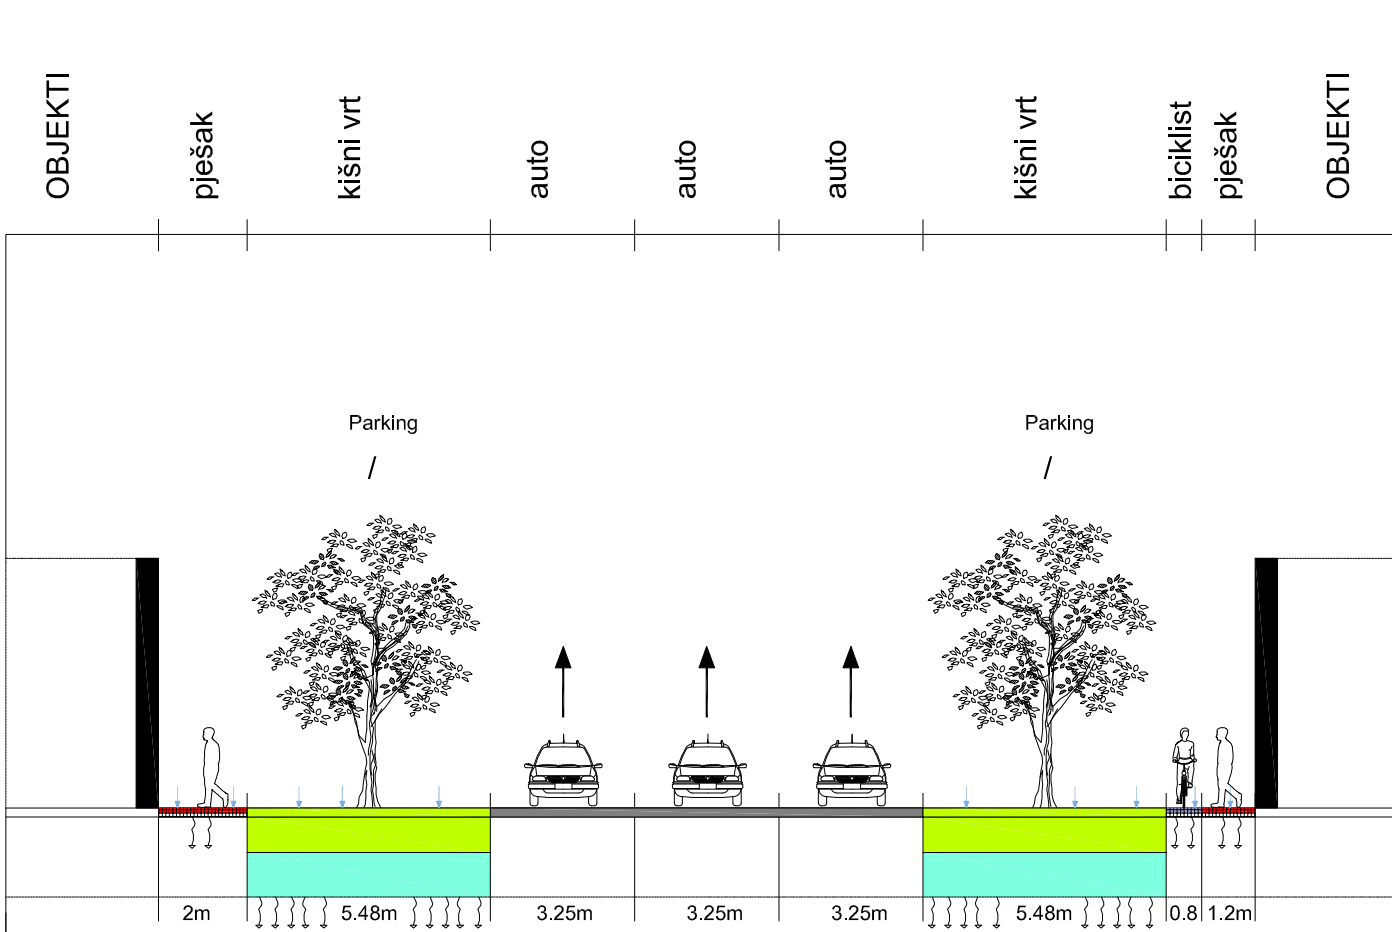 OBJEKTI
pješak
kišni vrt
auto
auto
auto
kišni vrt
biciklist
pješak
OBJEKTI
Parking
/
Parking
/
2m
5.48m
3.25m
3.25m
3.25m
5.48m
0.8
1.2m